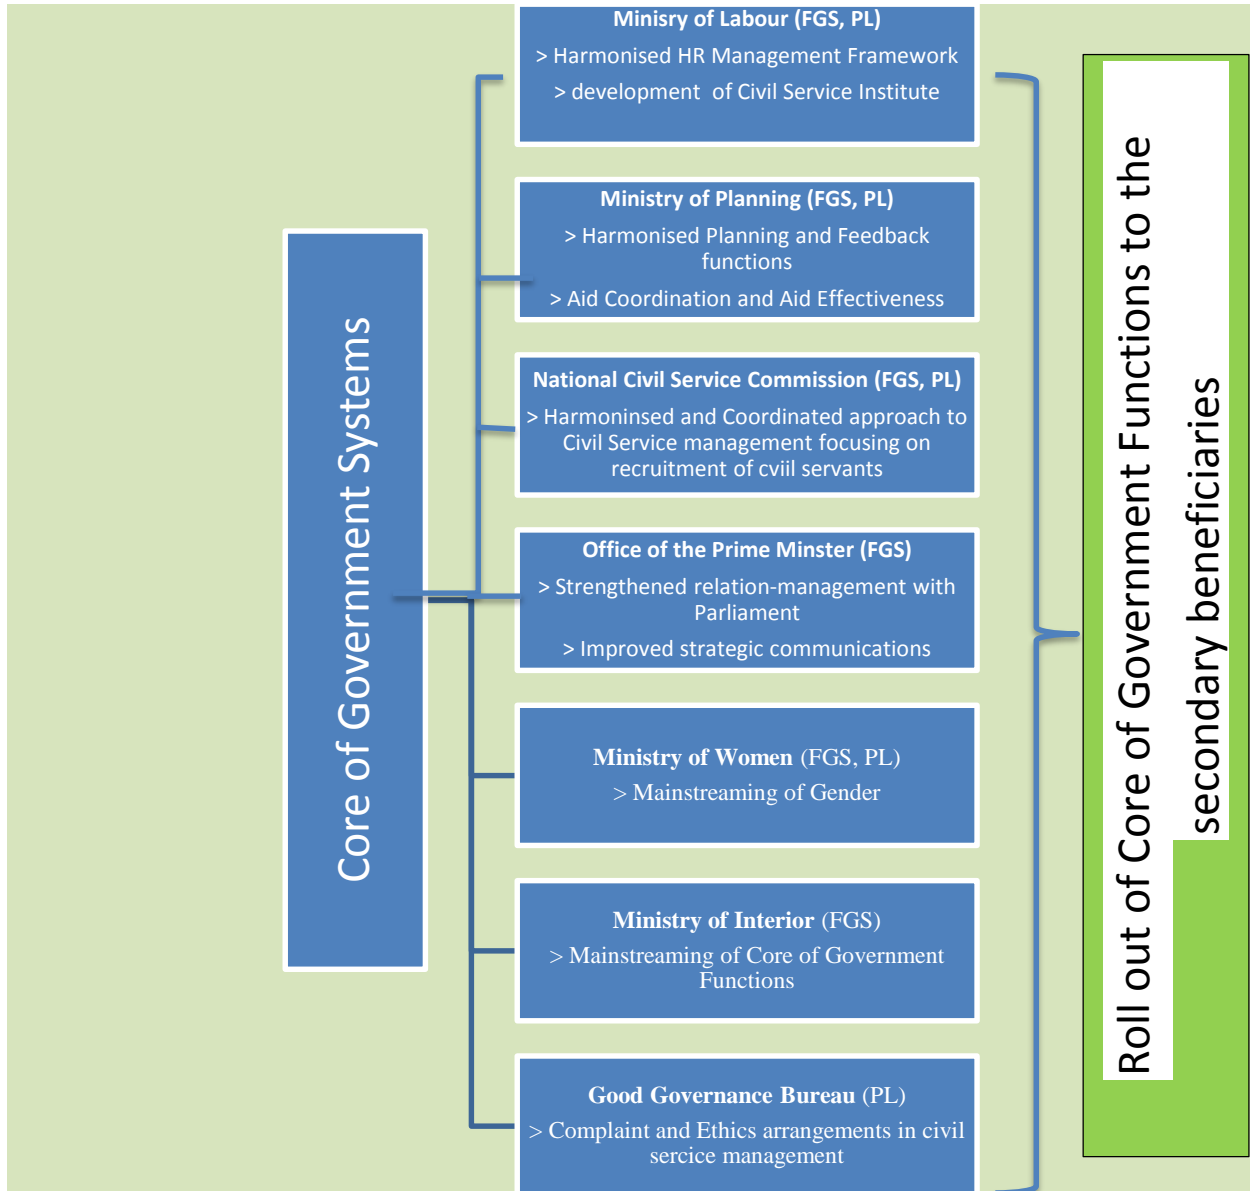 Core of Government Systems
Minisry of Labour (FGS, PL)
> Harmonised HR Management Framework
> development of Civil Service Institute
Ministry of Planning (FGS, PL)
> Harmonised Planning and Feedback
functions
> Aid Coordination and Aid Effectiveness
National Civil Service Commission (FGS, PL)
> Harmoninsed and Coordinated approach to
Civil Service management focusing on
recruitment of cviil servants
Office of the Prime Minster (FGS)
> Strengthened relation-management with
Parliament
> Improved strategic communications
Ministry of Women (FGS, PL)
> Mainstreaming of Gender
Ministry of Interior (FGS)
> Mainstreaming of Core of Government
Functions
Good Governance Bureau (PL)
> Complaint and Ethics arrangements in civil
sercice management
Roll out of Core of Government Functions to the
secondary beneficiaries